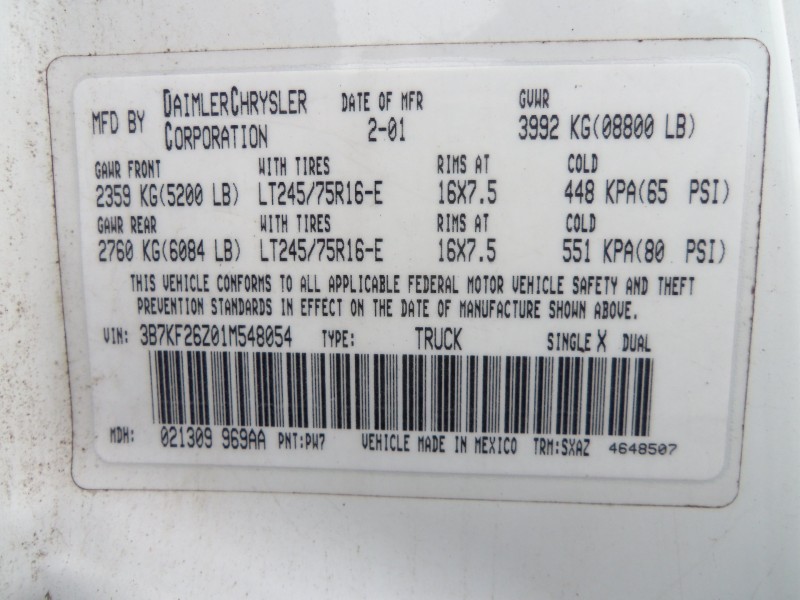 MFD BY DAIMLERCHRYSLER CORPORATION DATE OF MFR 2-01 GVWR 3992 KG(08800 LB)
GAWR FRONT WITH TIRES RIMS AT COLD
2359 KG(5200 LB) LT245/75R16-E 16X7.5 448 KPA(65 PSI)
GAWR REAR WITH TIRES RIMS AT COLD
2760 KG(6084 LB) LT245/75R16-E 16X7.5 551 KPA(80 PSI)
THIS VEHICLE CONFORMS TO ALL APPLICABLE FEDERAL MOTOR VEHICLE SAFETY AND THEFT
PREVENTION STANDARDS IN EFFECT ON THE DATE OF MANUFACTURE SHOWN ABOVE.
VIN: 3B7KF26Z01M548054 TYPE: TRUCK SINGLE X DUAL
MDH: 021309 969AA PNT:PW7 VEHICLE MADE IN MEXICO TRM:SXAZ 4648507